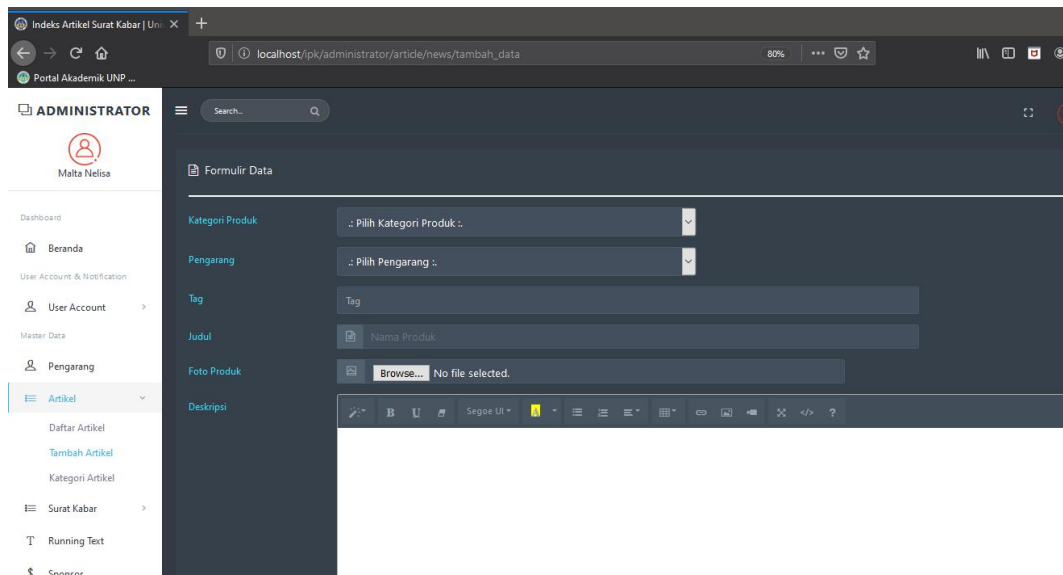 Indeks Artikel Surat Kabar | Uni
localhost/ipk/administrator/article/news/tambah_data
80%
Portal Akademik UNP ...
ADMINISTRATOR
Malta Nelisa
Dashboard
Beranda
User Account & Notification
User Account
Master Data
Pengarang
Artikel
Daftar Artikel
Tambah Artikel
Kategori Artikel
Surat Kabar
Running Text
Sponsor
Search...
Formulir Data
Kategori Produk
.: Pilih Kategori Produk :.
Pengarang
.: Pilih Pengarang :.
Tag
Tag
Judul
Nama Produk
Foto Produk
Browse... No file selected.
Deskripsi
B U Segoe UI A </> ?